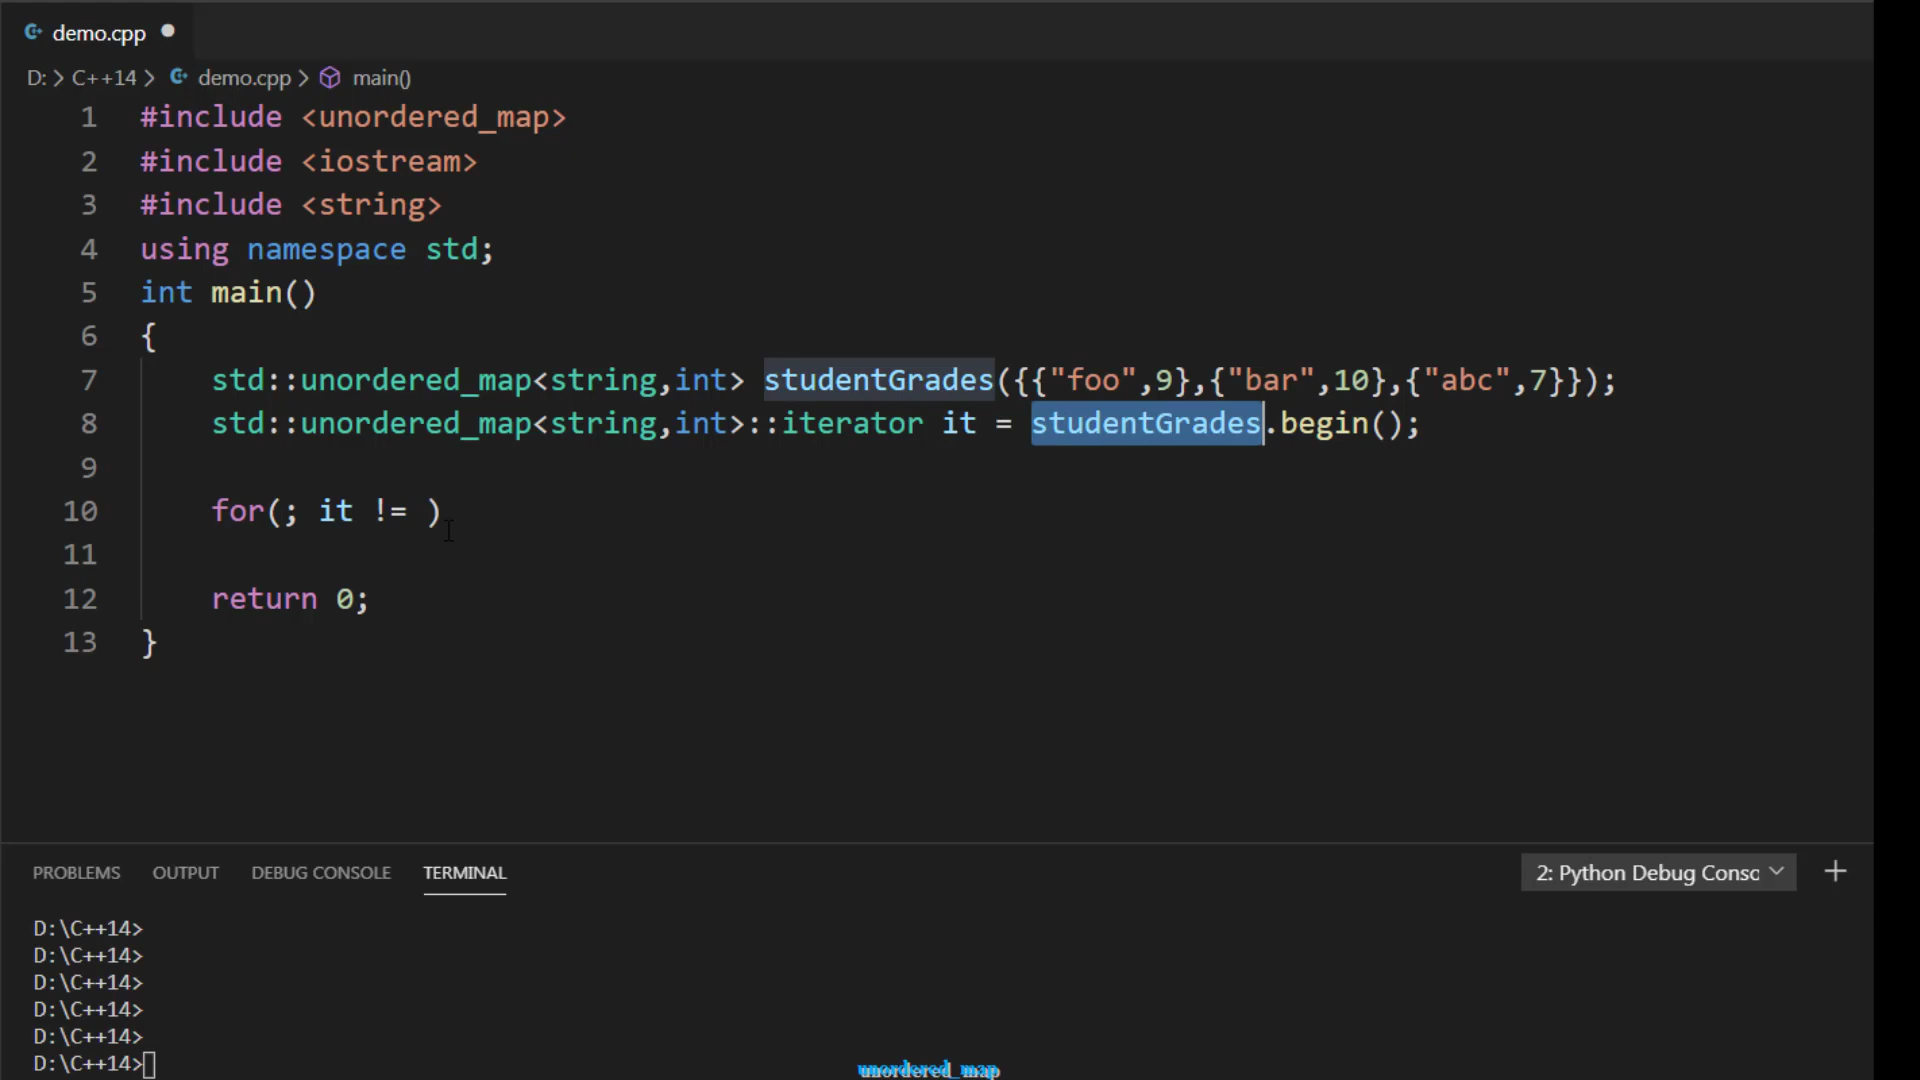 demo.cpp
D: > C++14 > demo.cpp > main()
1 #include <unordered_map>
2 #include <iostream>
3 #include <string>
4 using namespace std;
5 int main()
6 {
7 std::unordered_map<string,int> studentGrades({{"foo",9},{"bar",10},{"abc",7}});
8 std::unordered_map<string,int>::iterator it = studentGrades.begin();
9
10 for(; it != )
11
12 return 0;
13 }
PROBLEMS OUTPUT DEBUG CONSOLE TERMINAL 2: Python Debug Consc
D:\C++14>
D:\C++14>
D:\C++14>
D:\C++14>
D:\C++14>
D:\C++14>
unordered_map